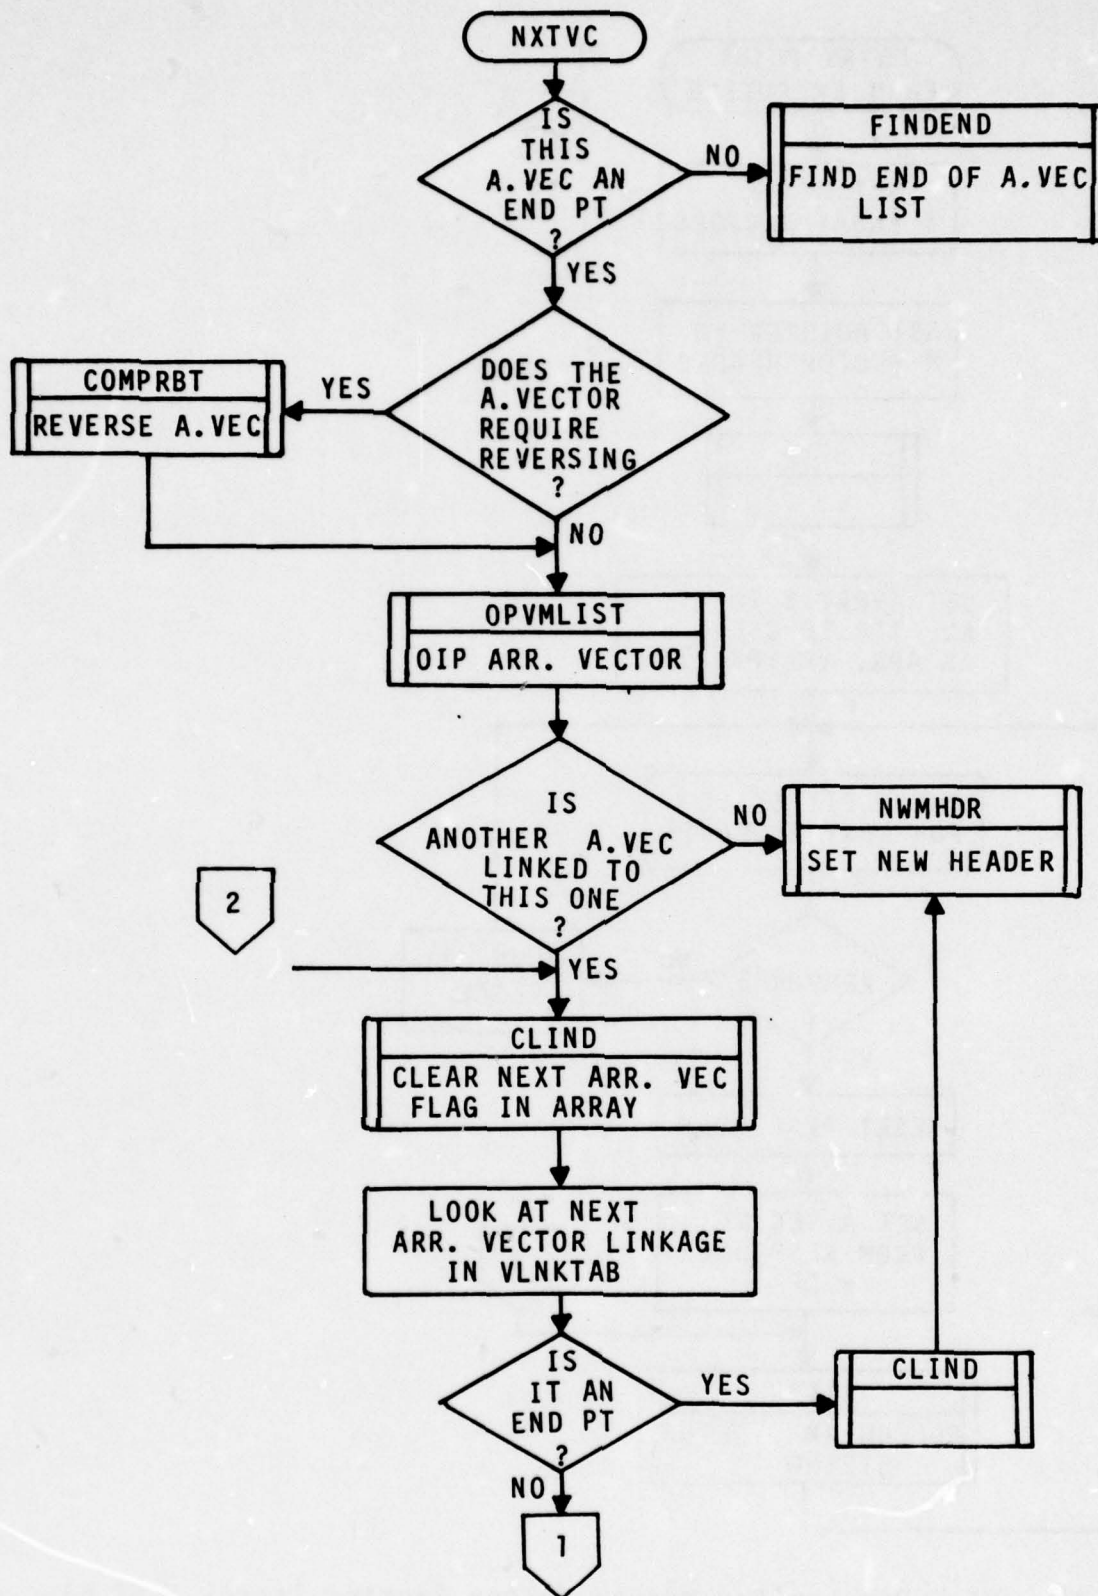 NXTVC
IS
THIS
A.VEC AN
END PT
?
NO
FINDEND
FIND END OF A.VEC
LIST
YES
DOES THE
A.VECTOR
REQUIRE
REVERSING
?
YES
COMPRBT
REVERSE A.VEC
NO
OPVMLIST
OIP ARR. VECTOR
IS
ANOTHER A.VEC
LINKED TO
THIS ONE
?
NO
NWMHDR
SET NEW HEADER
2
YES
CLIND
CLEAR NEXT ARR. VEC
FLAG IN ARRAY
LOOK AT NEXT
ARR. VECTOR LINKAGE
IN VLNKTAB
IS
IT AN
END PT
?
YES
CLIND
NO
1